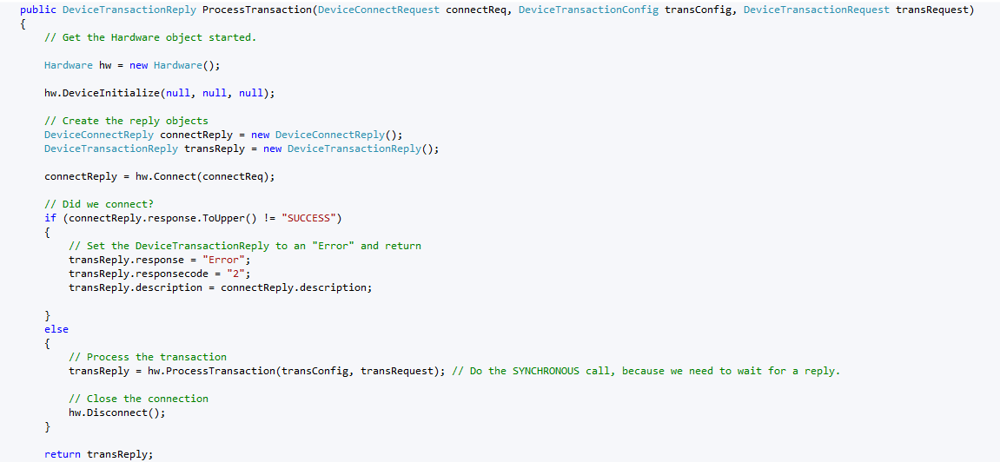 public DeviceTransactionReply ProcessTransaction(DeviceConnectRequest connectReq, DeviceTransactionConfig transConfig, DeviceTransactionRequest transRequest)
{
// Get the Hardware object started.
Hardware hw = new Hardware();
hw.DeviceInitialize(null, null, null);
// Create the reply objects
DeviceConnectReply connectReply = new DeviceConnectReply();
DeviceTransactionReply transReply = new DeviceTransactionReply();
connectReply = hw.Connect(connectReq);
// Did we connect?
if (connectReply.response.ToUpper() != "SUCCESS")
{
// Set the DeviceTransactionReply to an "Error" and return
transReply.response = "Error";
transReply.responsecode = "2";
transReply.description = connectReply.description;
}
else
{
// Process the transaction
transReply = hw.ProcessTransaction(transConfig, transRequest); // Do the SYNCHRONOUS call, because we need to wait for a reply.
// Close the connection
hw.Disconnect();
}
return transReply;